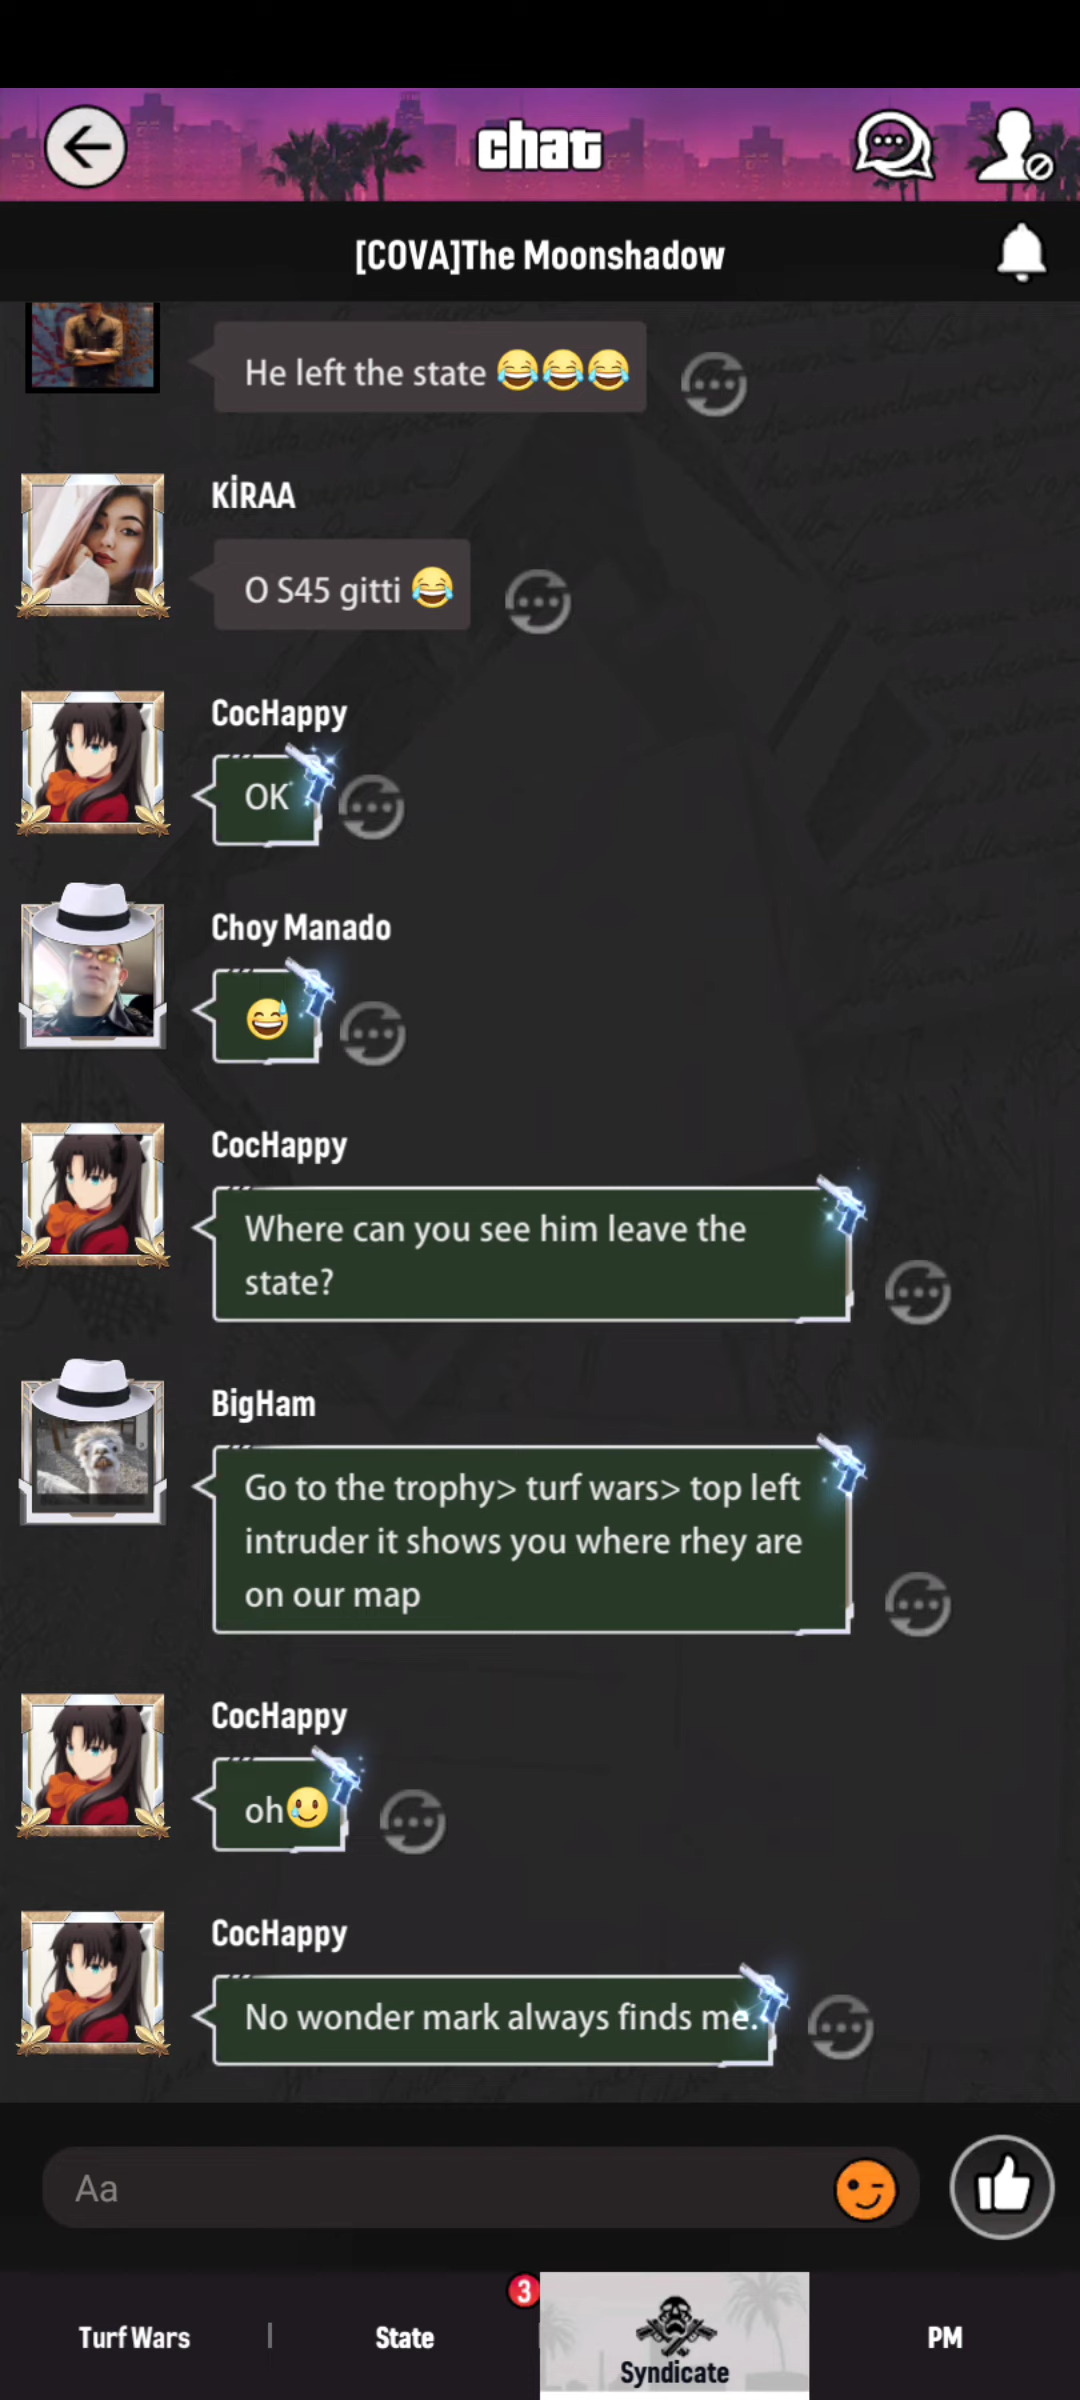 chat
[COVA]The Moonshadow
He left the state 😂😂😂
KİRAA
O S45 gitti 😂
CocHappy
OK
Choy Manado
😅
CocHappy
Where can you see him leave the
state?
BigHam
Go to the trophy> turf wars> top left
intruder it shows you where rhey are
on our map
CocHappy
oh🥲
CocHappy
No wonder mark always finds me.
Aa
Turf Wars
State
3
Syndicate
PM